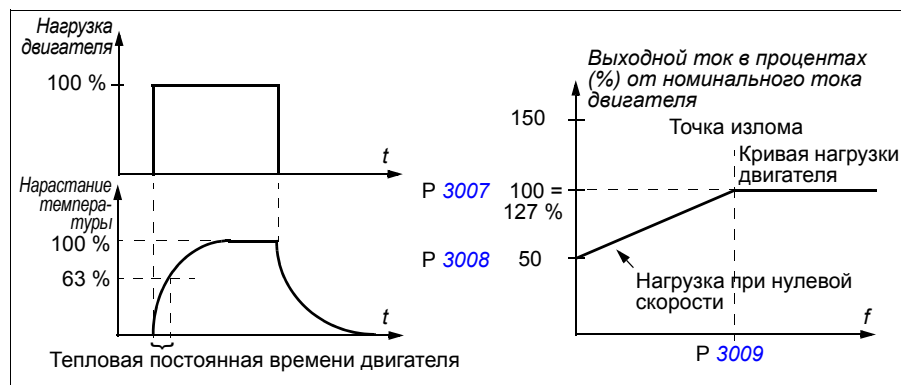 Нагрузка
двигателя
100 %
t
Нарастание
темпера-
туры
100 %
63 %
t
Тепловая постоянная времени двигателя
Выходной ток в процентах
(%) от номинального тока
двигателя
150
Точка излома
Кривая нагрузки
двигателя
P 3007
100 =
127 %
P 3008
50
Нагрузка при нулевой
скорости
f
P 3009